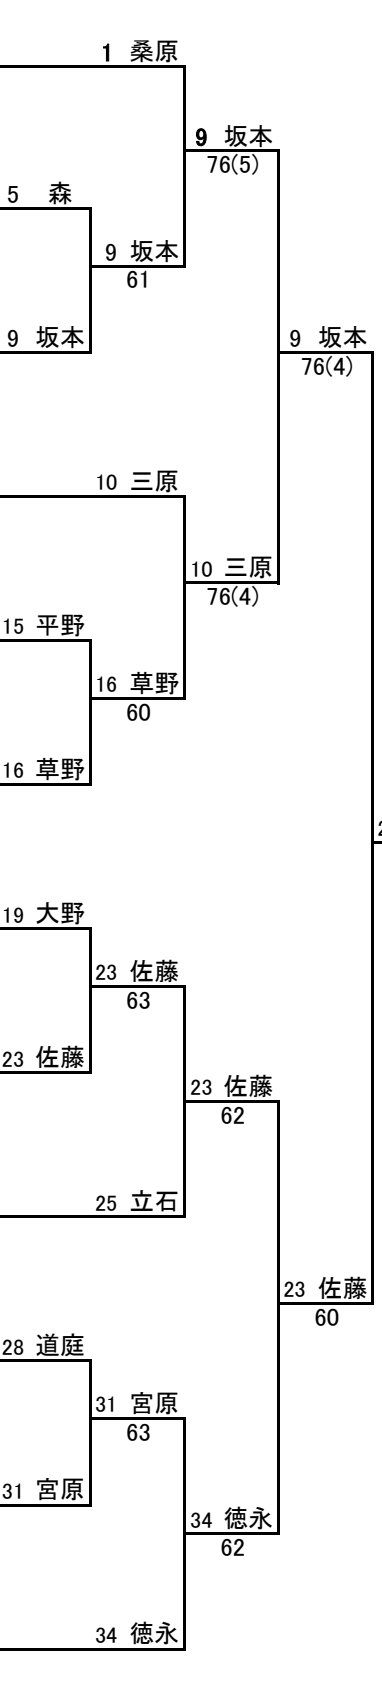 1 桑原
9 坂本
76(5)
5 森
9 坂本
61
9 坂本
9 坂本
76(4)
10 三原
10 三原
76(4)
15 平野
16 草野
60
16 草野
19 大野
23 佐藤
63
23 佐藤
23 佐藤
62
25 立石
23 佐藤
60
28 道庭
31 宮原
63
31 宮原
34 徳永
62
34 徳永